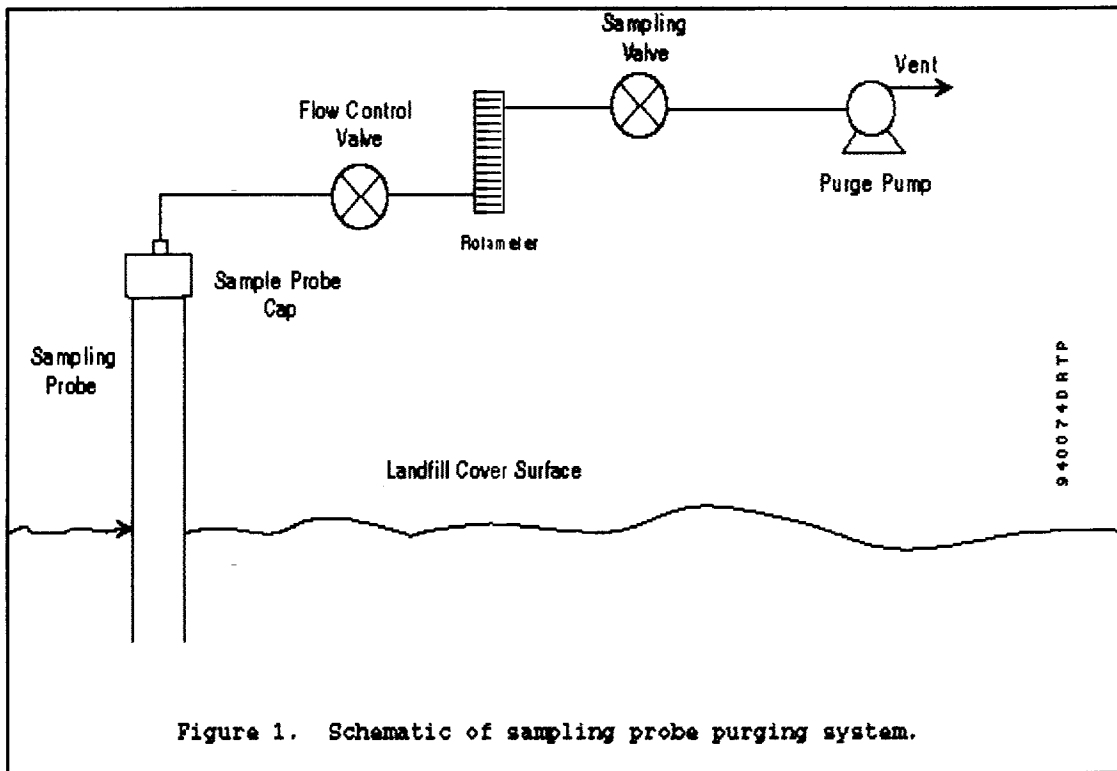 Sampling
Valve
Vent
Flow Control
Valve
Purge Pump
Rotameter
Sample Probe
Cap
Sampling
Probe
940074DRTP
Landfill Cover Surface
Figure 1. Schematic of sampling probe purging system.